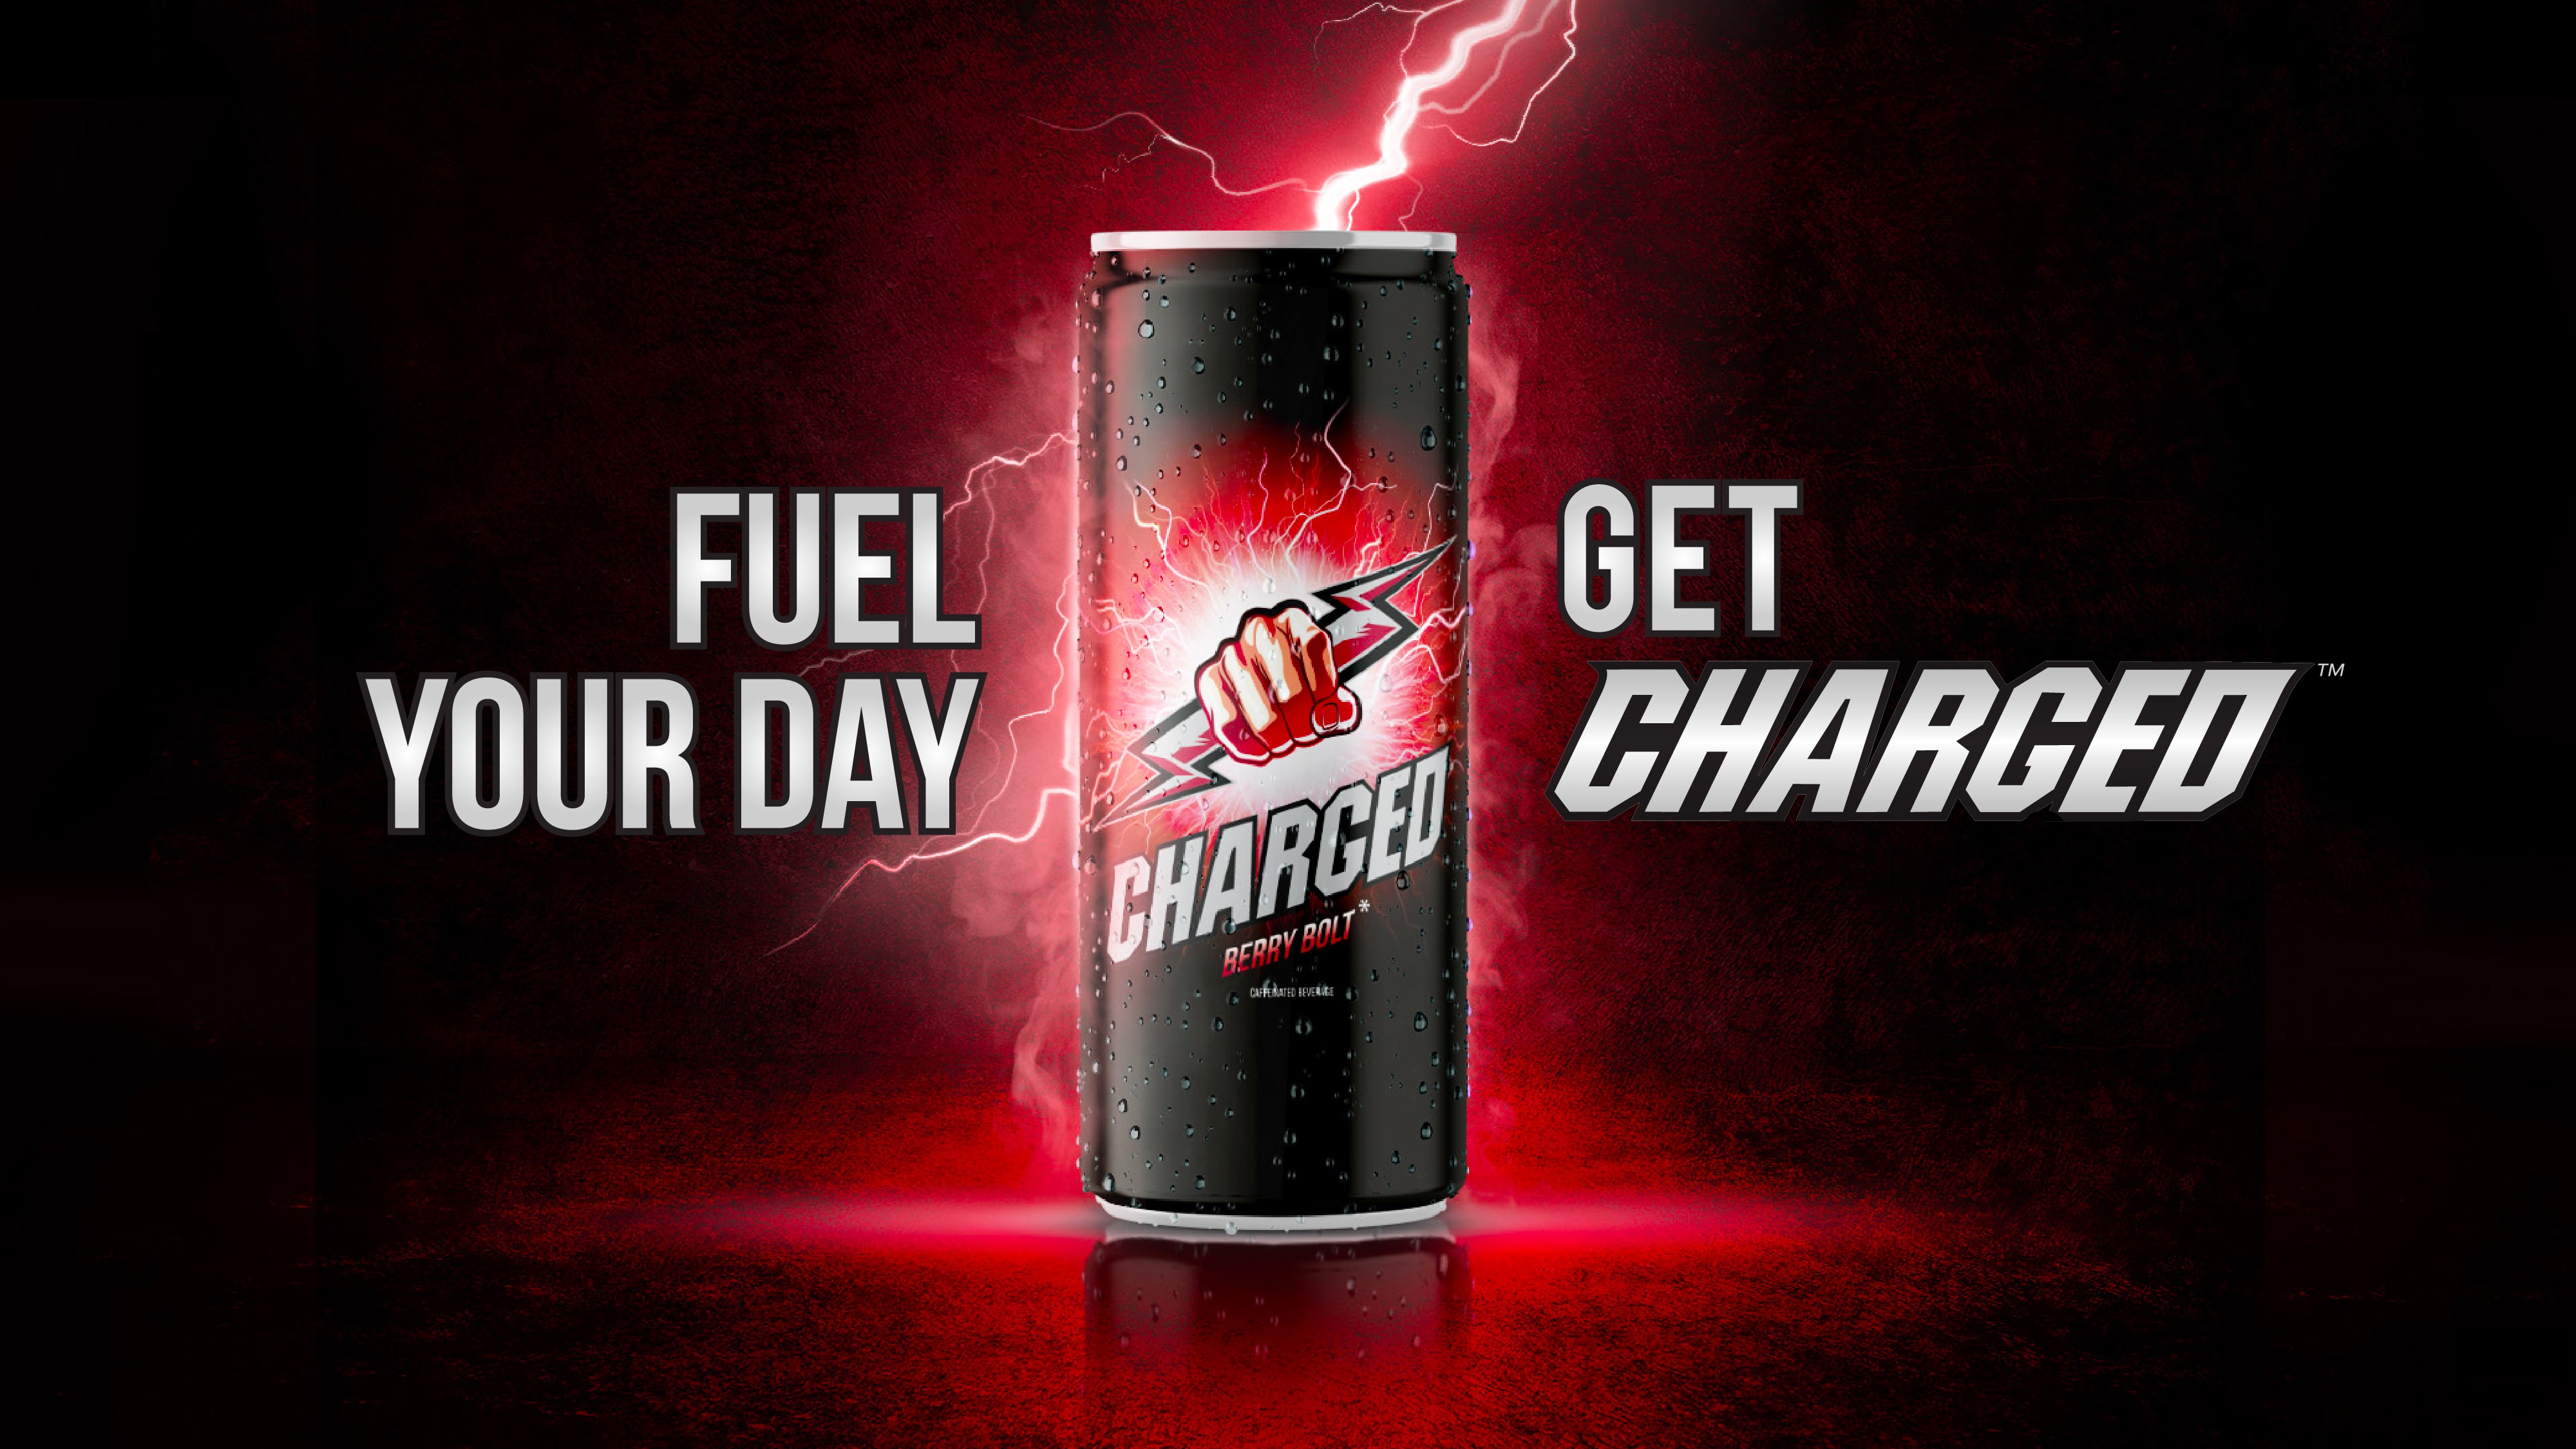 FUEL
YOUR DAY
GET
CHARGED™
CHARGED
BERRY BOLT*
CAFFEINATED BEVERAGE